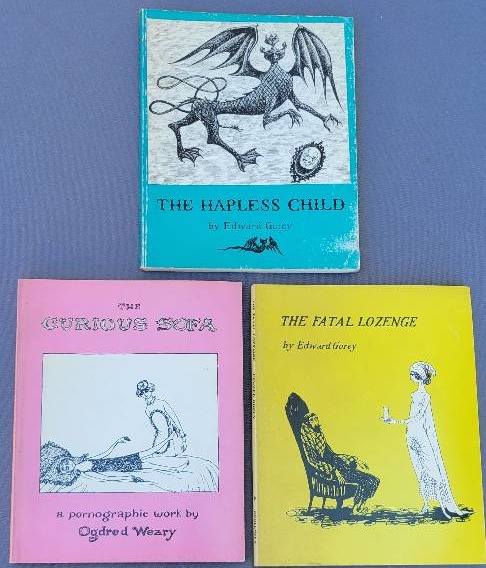 THE HAPLESS CHILD
by Edward Gorey
THE
CURIOUS SOFA
a pornographic work by
Ogdred Weary
THE FATAL LOZENGE
by Edward Gorey